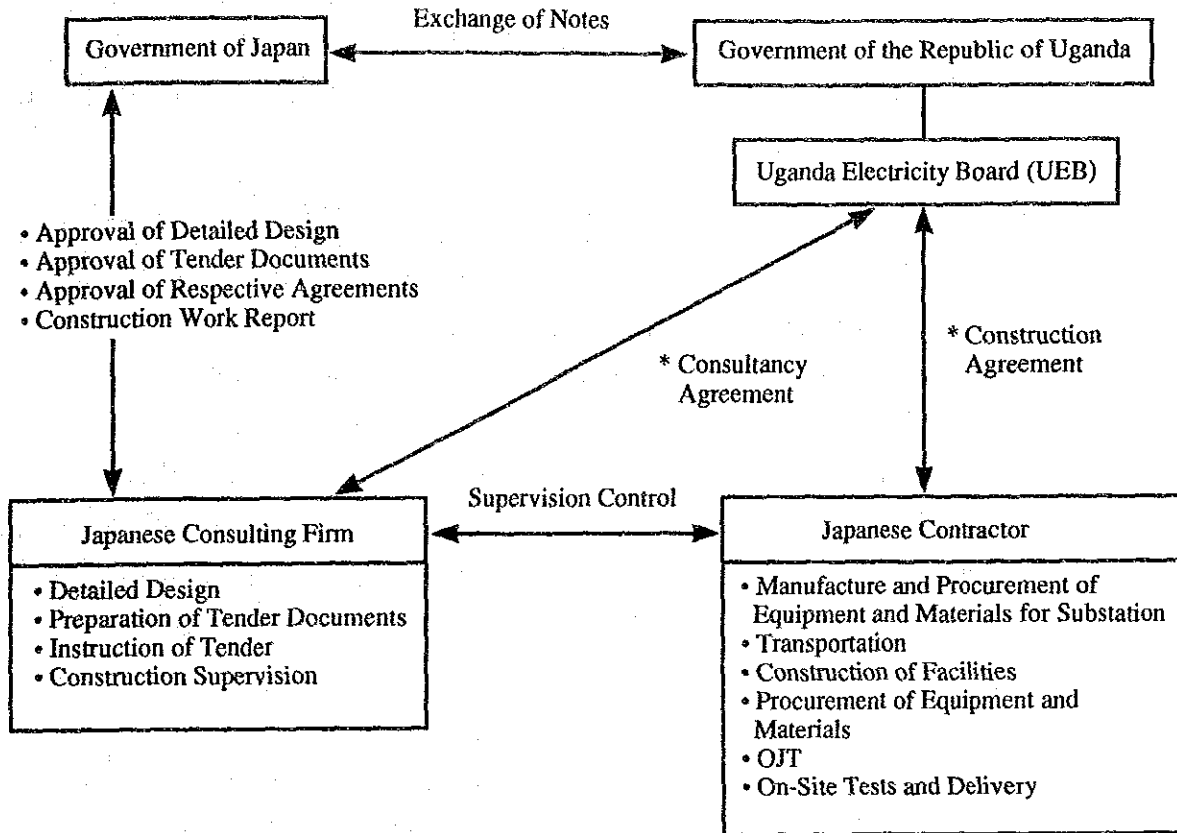 Exchange of Notes
Government of Japan
Government of the Republic of Uganda
Uganda Electricity Board (UEB)
• Approval of Detailed Design
• Approval of Tender Documents
• Approval of Respective Agreements
• Construction Work Report
* Consultancy
Agreement
* Construction
Agreement
Supervision Control
Japanese Consulting Firm
• Detailed Design
• Preparation of Tender Documents
• Instruction of Tender
• Construction Supervision
Japanese Contractor
• Manufacture and Procurement of
Equipment and Materials for Substation
• Transportation
• Construction of Facilities
• Procurement of Equipment and
Materials
• OJT
• On-Site Tests and Delivery